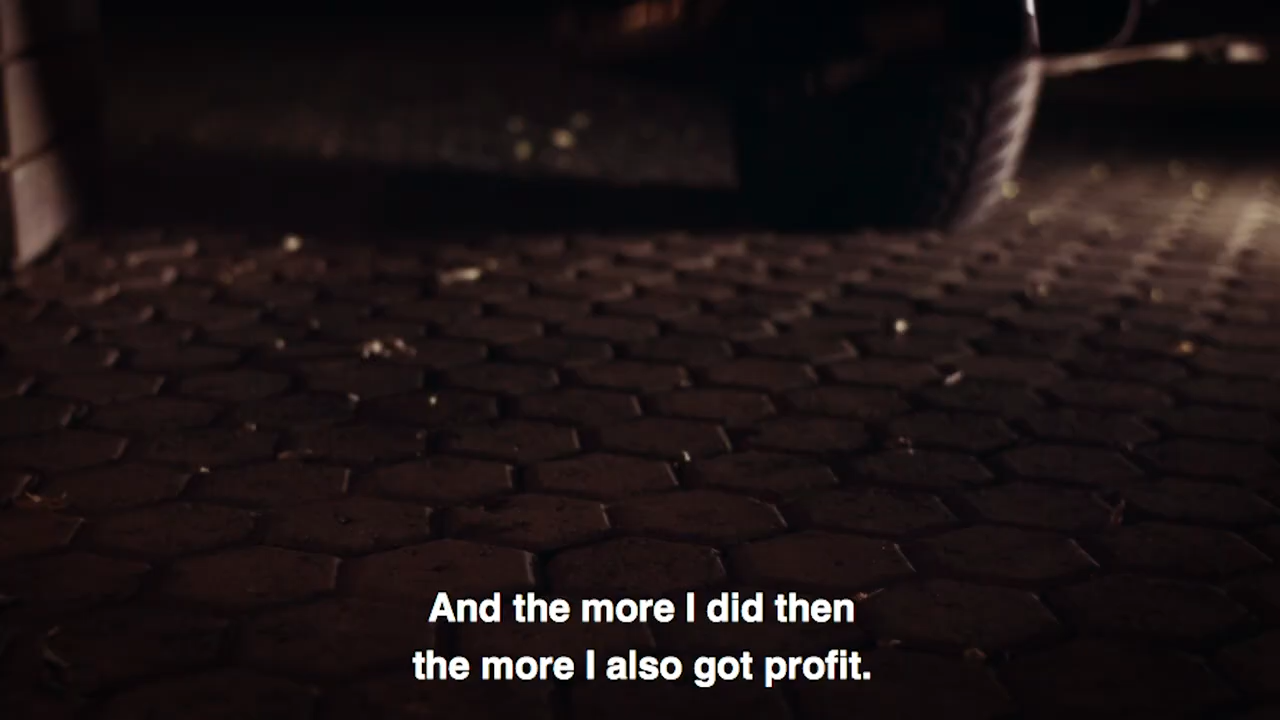 And the more I did then
the more I also got profit.